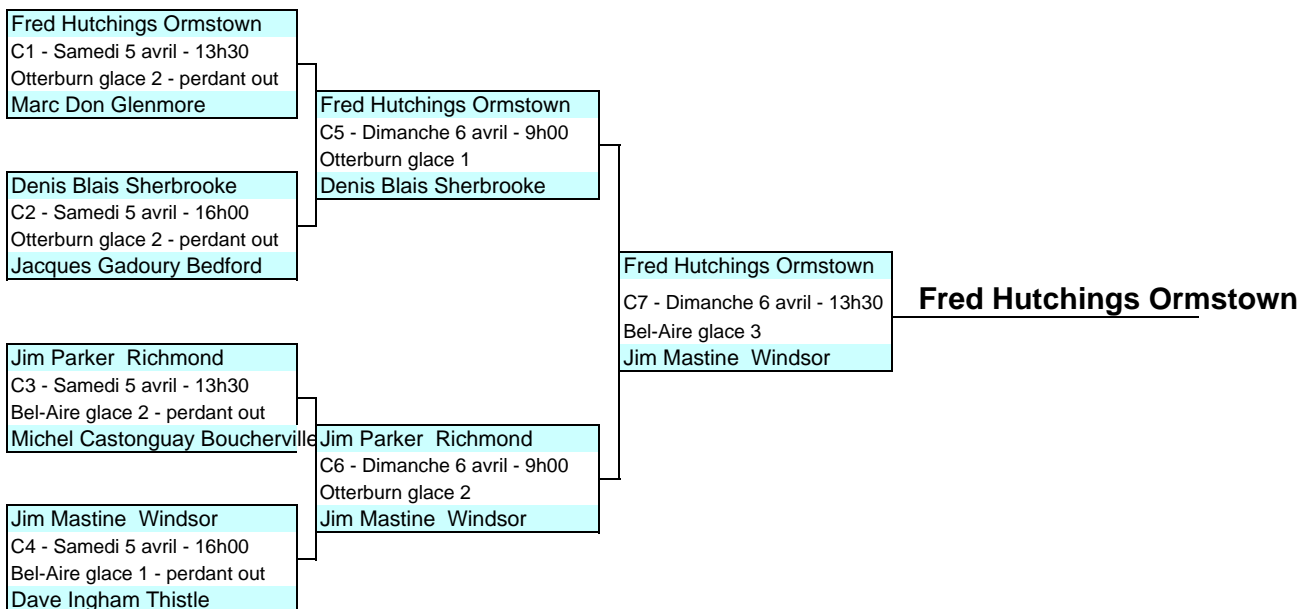 Fred Hutchings Ormstown
C1 - Samedi 5 avril - 13h30
Otterburn glace 2 - perdant out
Marc Don Glenmore
Denis Blais Sherbrooke
C2 - Samedi 5 avril - 16h00
Otterburn glace 2 - perdant out
Jacques Gadoury Bedford
Jim Parker  Richmond
C3 - Samedi 5 avril - 13h30
Bel-Aire glace 2 - perdant out
Michel Castonguay Boucherville
Jim Mastine  Windsor
C4 - Samedi 5 avril - 16h00
Bel-Aire glace 1 - perdant out
Dave Ingham Thistle
Fred Hutchings Ormstown
C5 - Dimanche 6 avril - 9h00
Otterburn glace 1
Denis Blais Sherbrooke
Jim Parker  Richmond
C6 - Dimanche 6 avril - 9h00
Otterburn glace 2
Jim Mastine  Windsor
Fred Hutchings Ormstown
C7 - Dimanche 6 avril - 13h30
Bel-Aire glace 3
Jim Mastine  Windsor
Fred Hutchings Ormstown